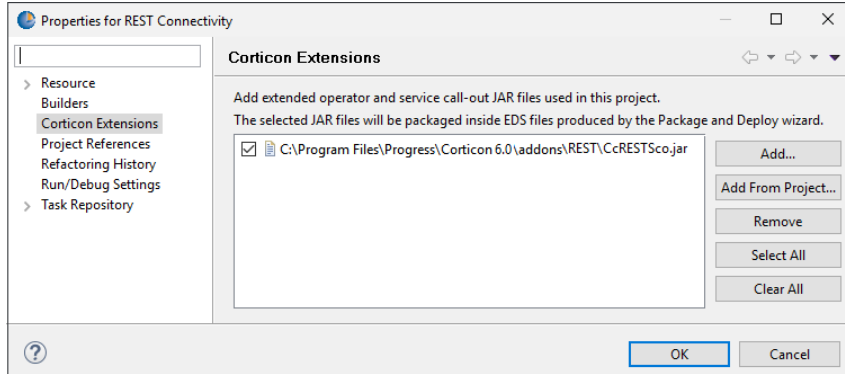 Properties for REST Connectivity
Corticon Extensions
Resource
Builders
Corticon Extensions
Project References
Refactoring History
Run/Debug Settings
Task Repository
Add extended operator and service call-out JAR files used in this project.
The selected JAR files will be packaged inside EDS files produced by the Package and Deploy wizard.
C:\Program Files\Progress\Corticon 6.0\addons\REST\CcRESTSco.jar
Add...
Add From Project...
Remove
Select All
Clear All
?
OK
Cancel